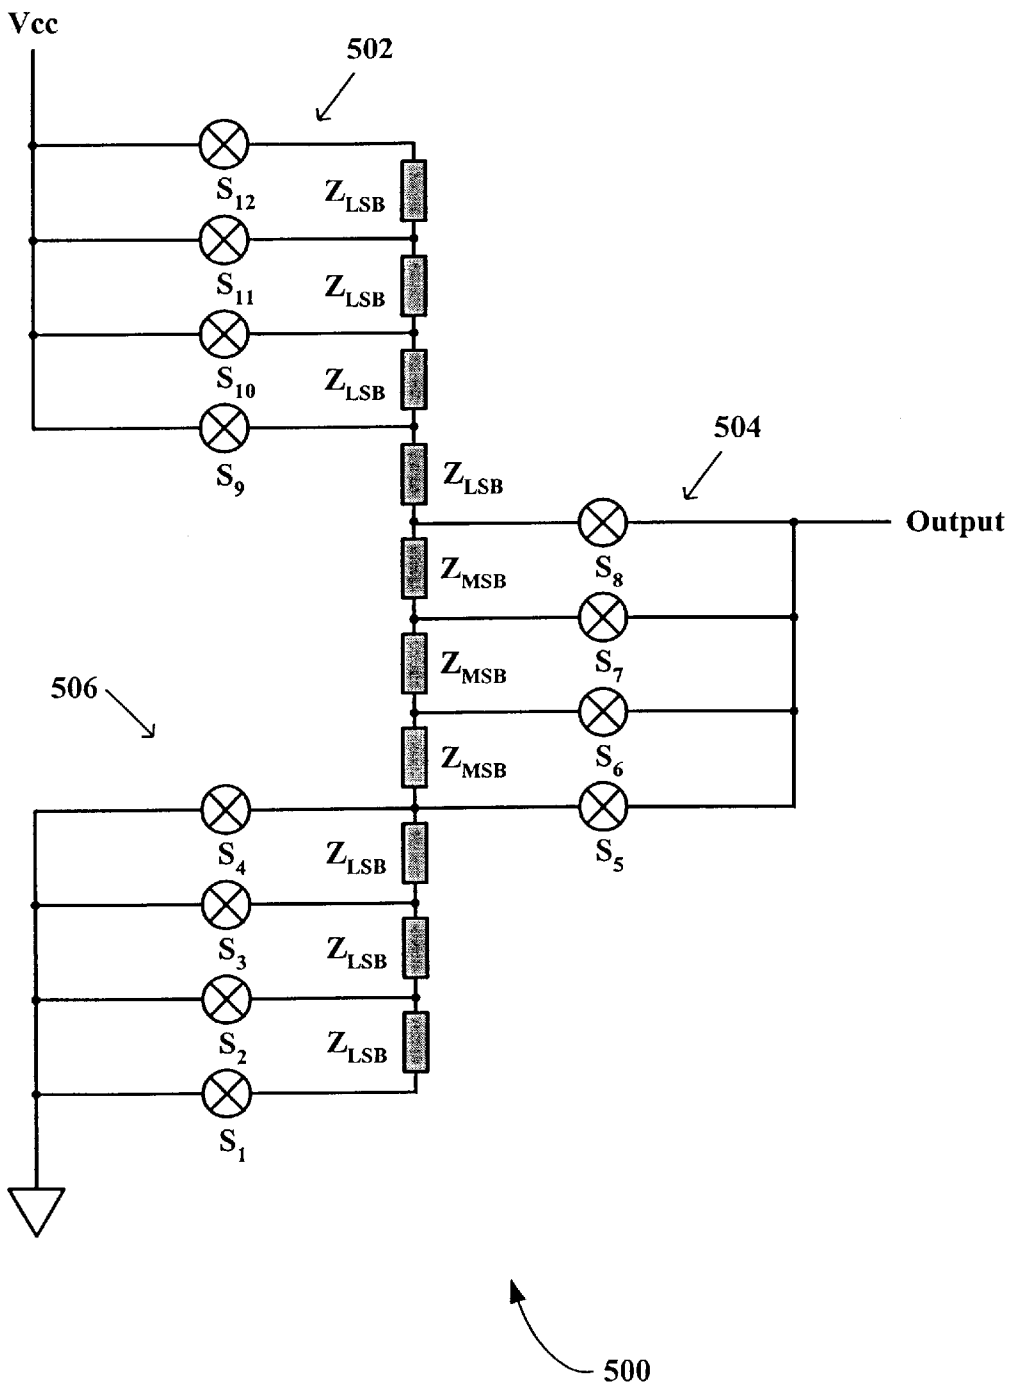 Vcc
502
S12
ZLSB
S11
ZLSB
S10
ZLSB
S9
ZLSB
504
Output
S8
ZMSB
S7
ZMSB
506
S6
ZMSB
S5
S4
ZLSB
S3
ZLSB
S2
ZLSB
S1
500